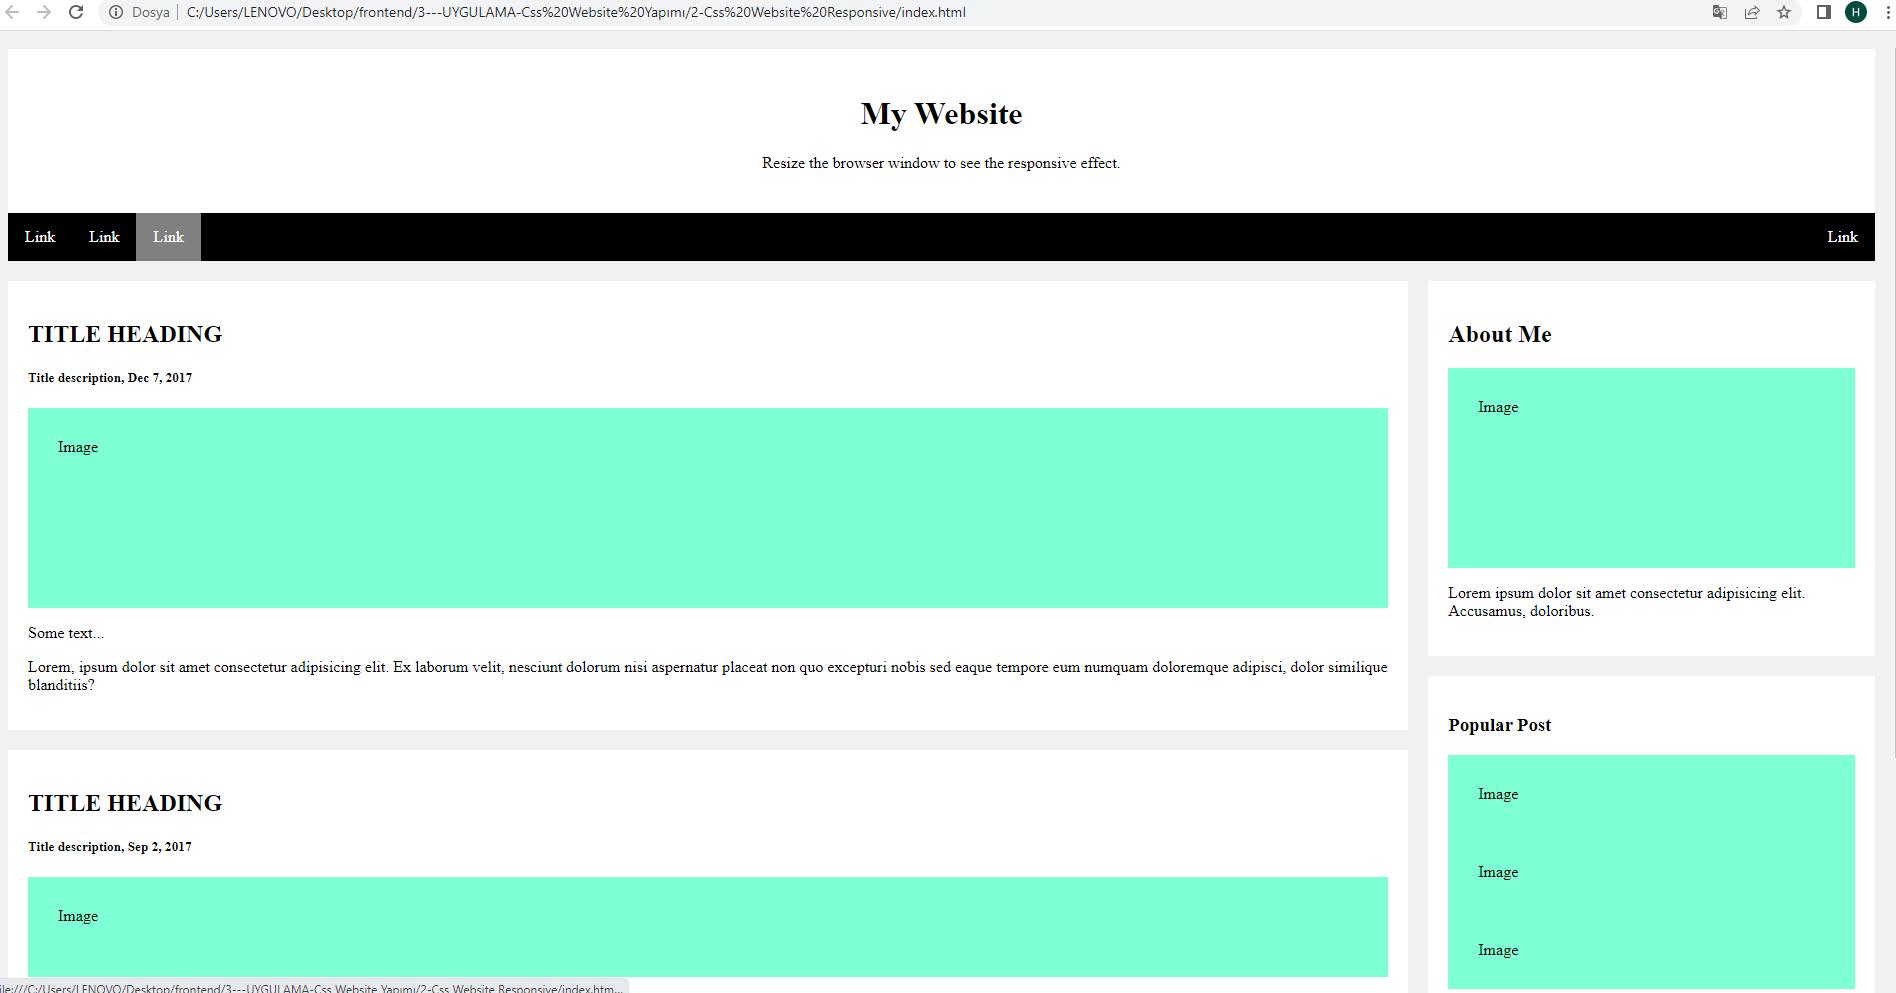 Dosya C:/Users/LENOVO/Desktop/frontend/3---UYGULAMA-Css%20Website%20Yapımı/2-Css%20Website%20Responsive/index.html
H
My Website
Resize the browser window to see the responsive effect.
Link Link Link Link
TITLE HEADING
Title description, Dec 7, 2017
Image
Some text...
Lorem, ipsum dolor sit amet consectetur adipisicing elit. Ex laborum velit, nesciunt dolorum nisi aspernatur placeat non quo excepturi nobis sed eaque tempore eum numquam doloremque adipisci, dolor similique
blanditiis?
TITLE HEADING
Title description, Sep 2, 2017
Image
About Me
Image
Lorem ipsum dolor sit amet consectetur adipisicing elit.
Accusamus, doloribus.
Popular Post
Image
Image
Image
ile:///C:/Users/LENOVO/Desktop/frontend/3---UYGULAMA-Css Website Yapımı/2-Css Website Responsive/index.htm...